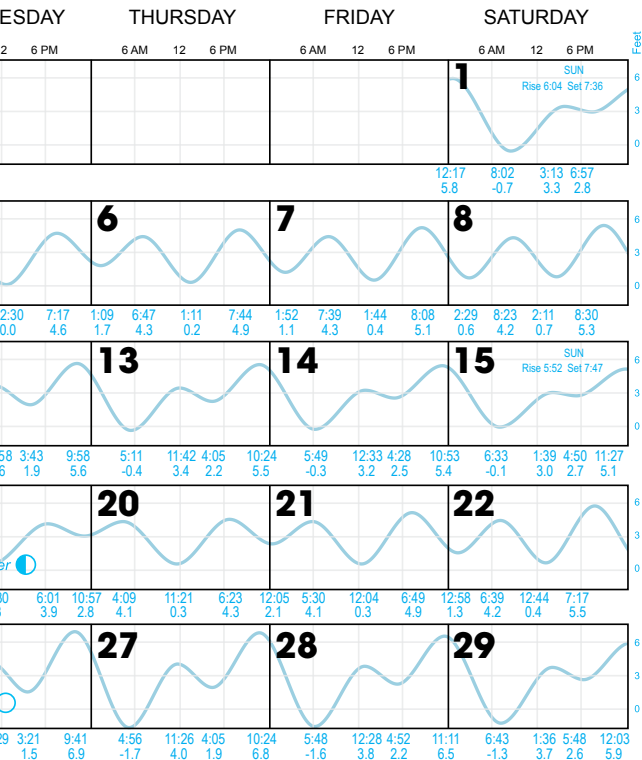 ESDAY THURSDAY FRIDAY SATURDAY
2 6 PM 6 AM 12 6 PM 6 AM 12 6 PM 6 AM 12 6 PM Feet
1 SUN 6
Rise 6:04 Set 7:36
3
0
12:17 8:02 3:13 6:57
5.8 -0.7 3.3 2.8
6 7 8 6
3
0
2:30 7:17 1:09 6:47 1:11 7:44 1:52 7:39 1:44 8:08 2:29 8:23 2:11 8:30
0.0 4.6 1.7 4.3 0.2 4.9 1.1 4.3 0.4 5.1 0.6 4.2 0.7 5.3
13 14 15 SUN 6
Rise 5:52 Set 7:47
3
0
58 3:43 9:58 5:11 11:42 4:05 10:24 5:49 12:33 4:28 10:53 6:33 1:39 4:50 11:27
6 1.9 5.6 -0.4 3.4 2.2 5.5 -0.3 3.2 2.5 5.4 -0.1 3.0 2.7 5.1
20 21 22 6
3
er 0
30 6:01 10:57 4:09 11:21 6:23 12:05 5:30 12:04 6:49 12:58 6:39 12:44 7:17
3.9 2.8 4.1 0.3 4.3 2.1 4.1 0.3 4.9 1.3 4.2 0.4 5.5
27 28 29 6
3
0
29 3:21 9:41 4:56 11:26 4:05 10:24 5:48 12:28 4:52 11:11 6:43 1:36 5:48 12:03
1.5 6.9 -1.7 4.0 1.9 6.8 -1.6 3.8 2.2 6.5 -1.3 3.7 2.6 5.9